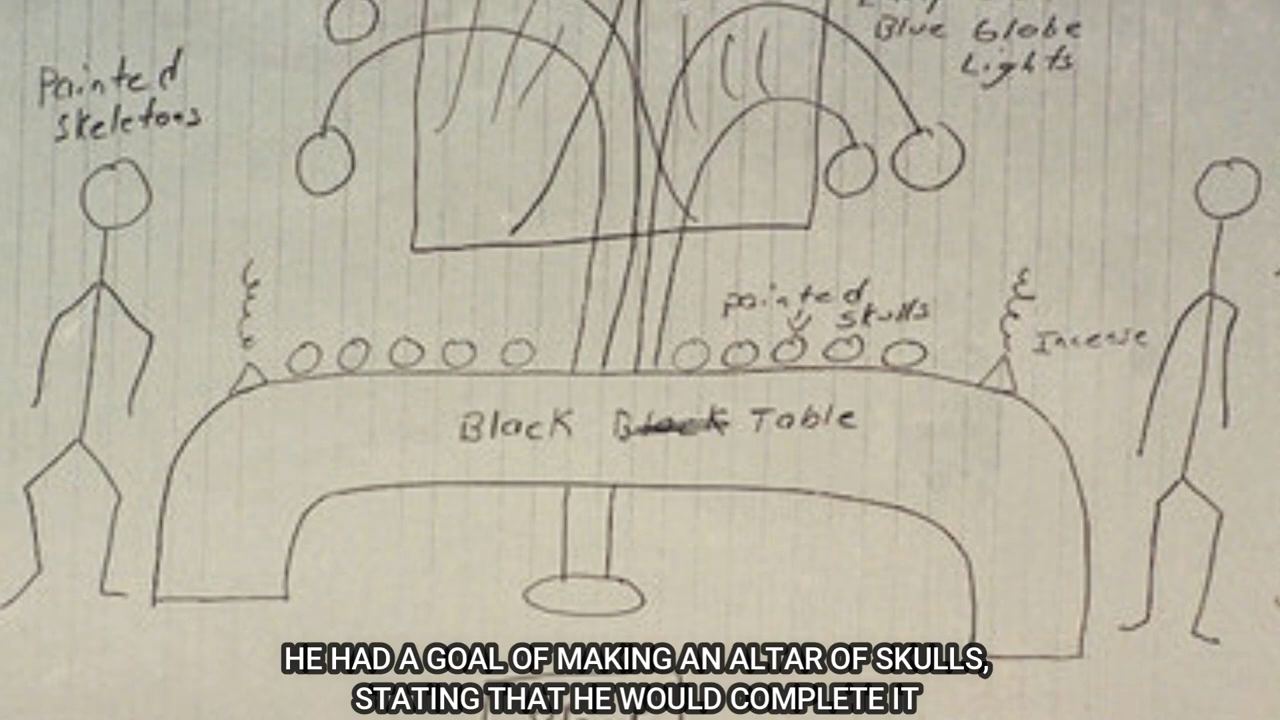 Blue Globe
Lights
Painted
Skeletons
painted
skulls
Incense
Black Black Table
HE HAD A GOAL OF MAKING AN ALTAR OF SKULLS,
STATING THAT HE WOULD COMPLETE IT